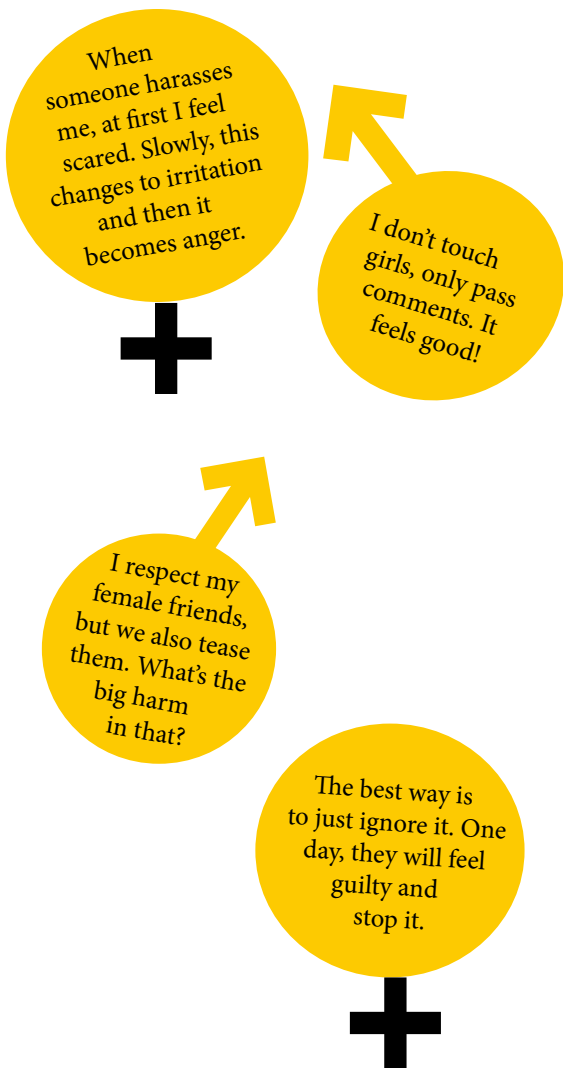 When
someone harasses
me, at first I feel
scared. Slowly, this
changes to irritation
and then it
becomes anger.
I don’t touch
girls, only pass
comments. It
feels good!
I respect my
female friends,
but we also tease
them. What’s the
big harm
in that?
The best way is
to just ignore it. One
day, they will feel
guilty and
stop it.